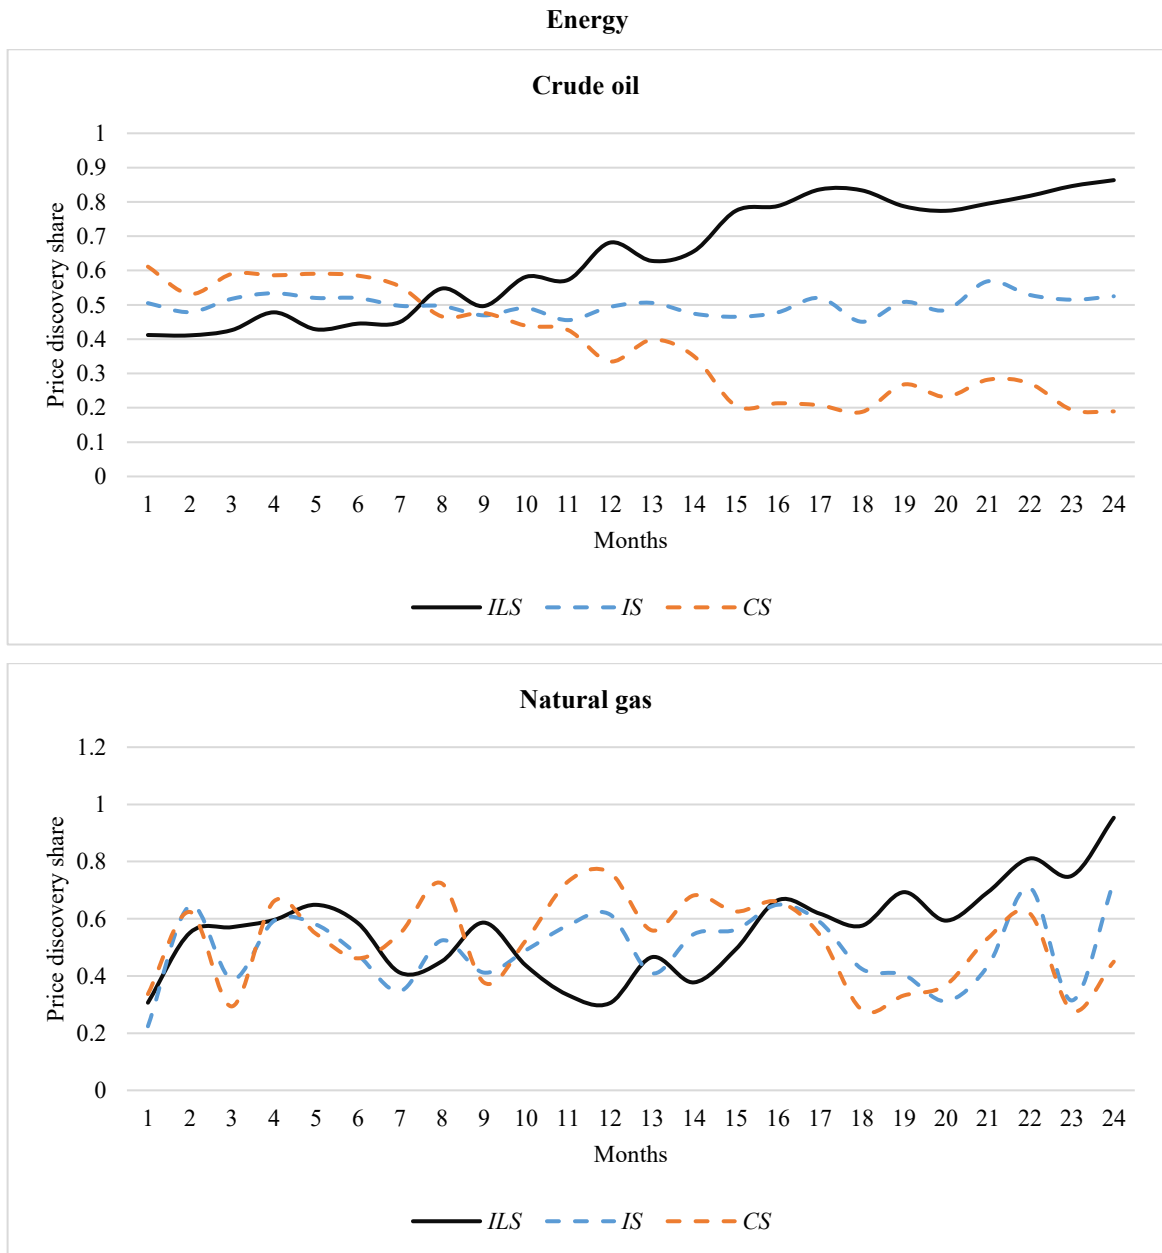 Energy
Crude oil
Price discovery share
1
0.9
0.8
0.7
0.6
0.5
0.4
0.3
0.2
0.1
0
1 2 3 4 5 6 7 8 9 10 11 12 13 14 15 16 17 18 19 20 21 22 23 24
Months
ILS IS CS
Natural gas
Price discovery share
1.2
1
0.8
0.6
0.4
0.2
0
1 2 3 4 5 6 7 8 9 10 11 12 13 14 15 16 17 18 19 20 21 22 23 24
Months
ILS IS CS